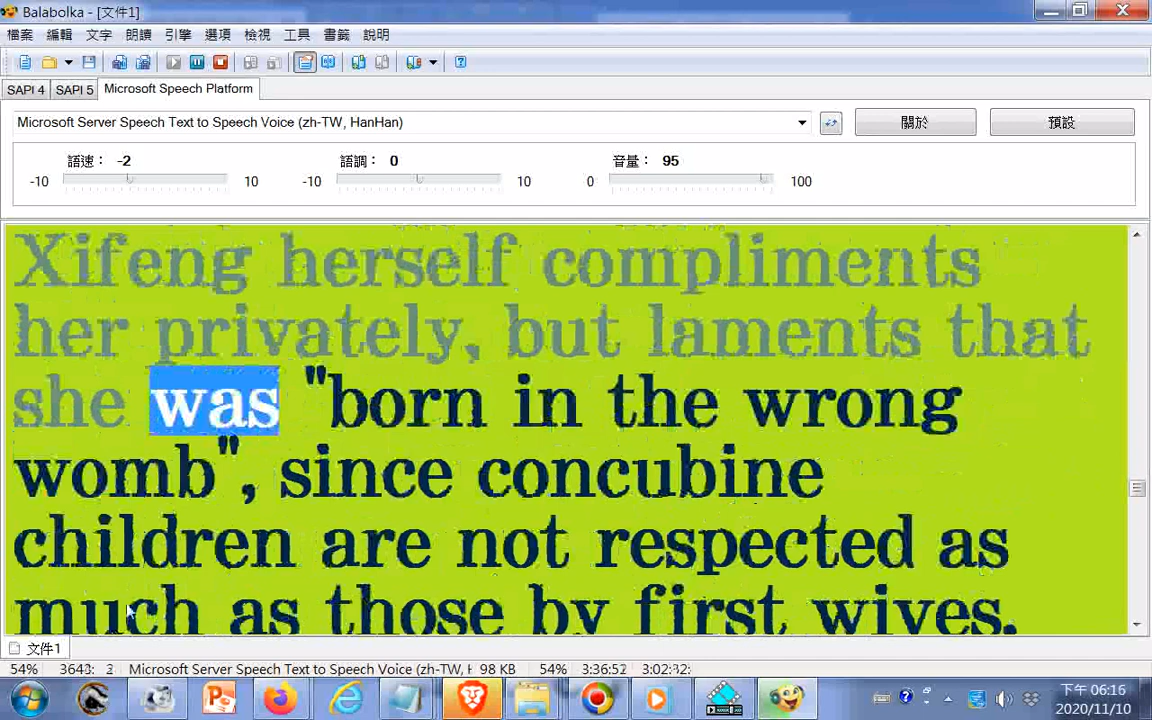 Balabolka - [文件1]
檔案 編輯 文字 朗讀 引擎 選項 檢視 工具 書籤 說明
SAPI 4 SAPI 5 Microsoft Speech Platform
Microsoft Server Speech Text to Speech Voice (zh-TW, HanHan) 關於 預設
語速： -2 語調： 0 音量： 95
-10 10 -10 10 0 100
Xifeng herself compliments
her privately, but laments that
she was "born in the wrong
womb", since concubine
children are not respected as
much as those by first wives.
文件1
54% 3648: 2 Microsoft Server Speech Text to Speech Voice (zh-TW, H 98 KB 54% 3:36:52 3:02:32:
下午 06:16
2020/11/10